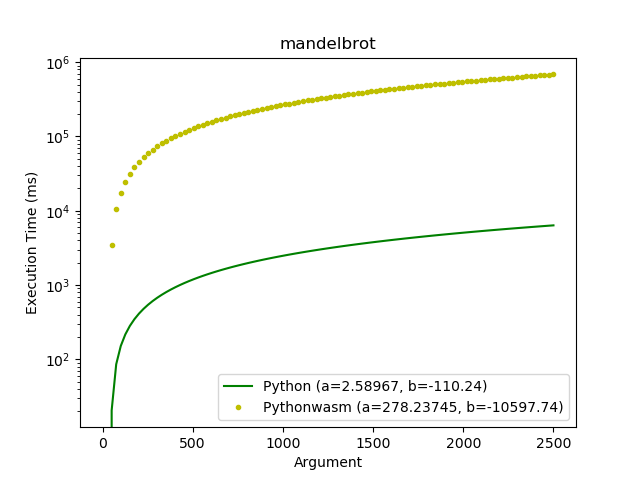 mandelbrot
10^6
10^5
10^4
10^3
10^2
Execution Time (ms)
Python (a=2.58967, b=-110.24)
Pythonwasm (a=278.23745, b=-10597.74)
0 500 1000 1500 2000 2500
Argument